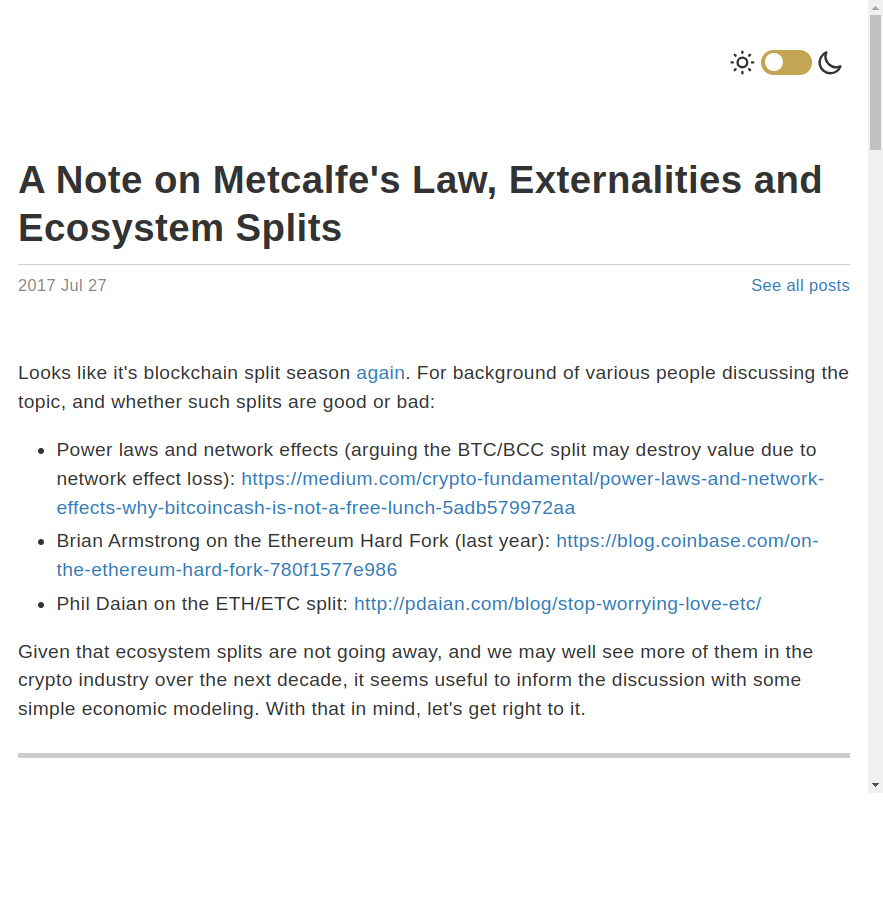 A Note on Metcalfe's Law, Externalities and
Ecosystem Splits
2017 Jul 27
See all posts
Looks like it's blockchain split season again. For background of various people discussing the
topic, and whether such splits are good or bad:
• Power laws and network effects (arguing the BTC/BCC split may destroy value due to
network effect loss): https://medium.com/crypto-fundamental/power-laws-and-network-
effects-why-bitcoincash-is-not-a-free-lunch-5adb579972aa
• Brian Armstrong on the Ethereum Hard Fork (last year): https://blog.coinbase.com/on-
the-ethereum-hard-fork-780f1577e986
• Phil Daian on the ETH/ETC split: http://pdaian.com/blog/stop-worrying-love-etc/
Given that ecosystem splits are not going away, and we may well see more of them in the
crypto industry over the next decade, it seems useful to inform the discussion with some
simple economic modeling. With that in mind, let's get right to it.